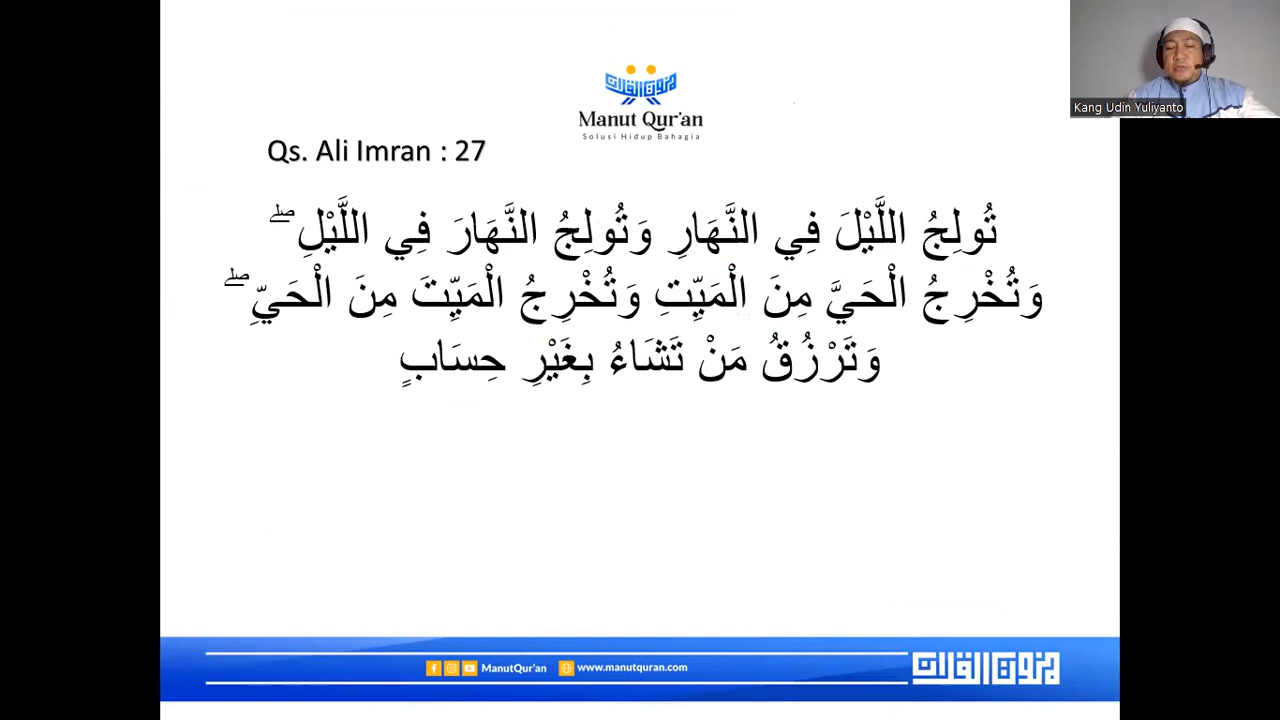 Kang Udin Yuliyanto
Manut Qur'an
Solusi Hidup Bahagia
Qs. Ali Imran : 27
تُولِجُ اللَّيْلَ فِي النَّهَارِ وَتُولِجُ النَّهَارَ فِي اللَّيْلِ ۖ
وَتُخْرِجُ الْحَيَّ مِنَ الْمَيِّتِ وَتُخْرِجُ الْمَيِّتَ مِنَ الْحَيِّ ۖ
وَتَرْزُقُ مَنْ تَشَاءُ بِغَيْرِ حِسَابٍ
ManutQur'an www.manutquran.com